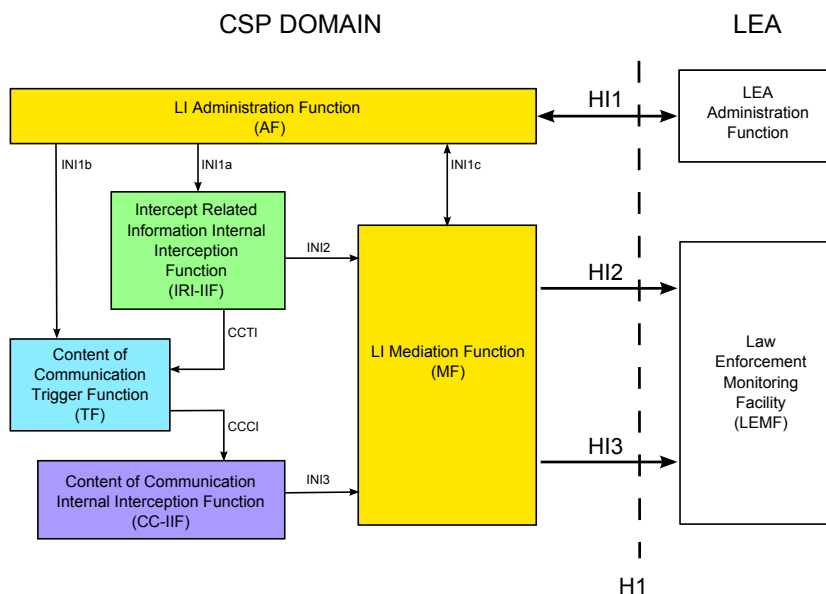 CSP DOMAIN
LEA
LI Administration Function
(AF)
HI1
LEA
Administration
Function
INI1b
INI1a
INI1c
Intercept Related
Information Internal
Interception
Function
(IRI-IIF)
INI2
HI2
CCTI
Content of
Communication
Trigger Function
(TF)
LI Mediation Function
(MF)
Law
Enforcement
Monitoring
Facility
(LEMF)
CCCI
HI3
Content of Communication
Internal Interception Function
(CC-IIF)
INI3
H1